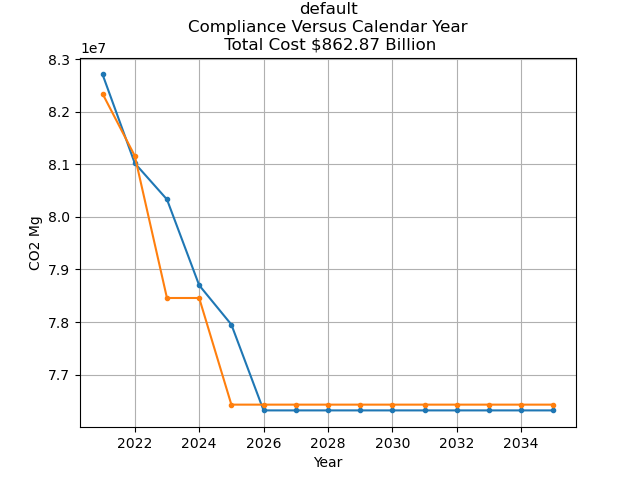 default
Compliance Versus Calendar Year
Total Cost $862.87 Billion
1e7
8.3
8.2
8.1
8.0
7.9
7.8
7.7
CO2 Mg
2022 2024 2026 2028 2030 2032 2034
Year